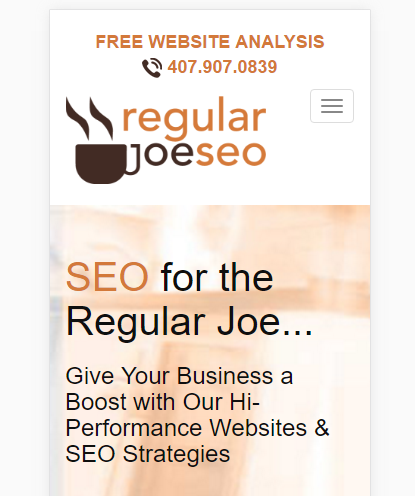 FREE WEBSITE ANALYSIS
407.907.0839
regular
joeseo
SEO for the
Regular Joe...
Give Your Business a
Boost with Our Hi-
Performance Websites &
SEO Strategies